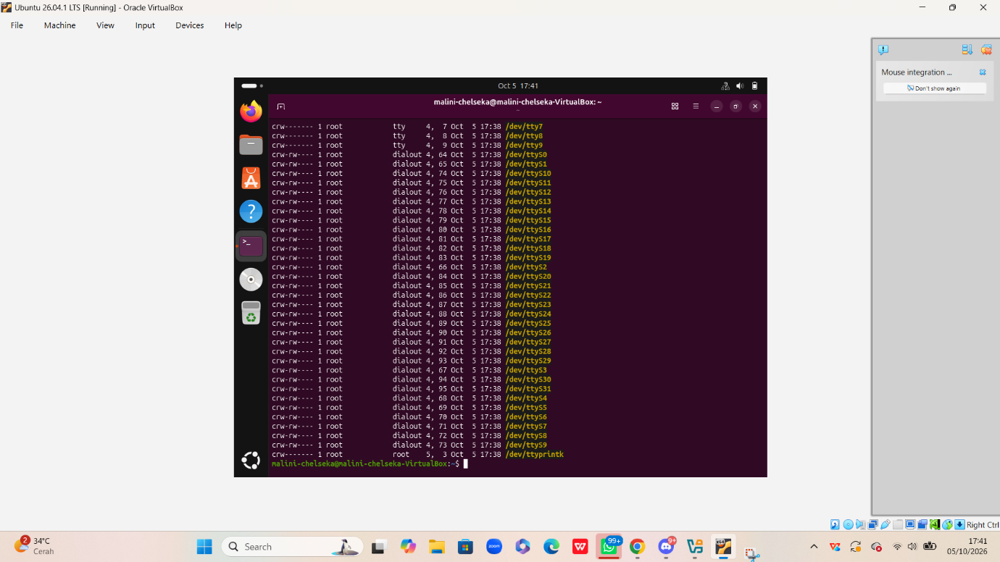 Ubuntu 26.04.1 LTS [Running] - Oracle VirtualBox
File Machine View Input Devices Help
Mouse integration ...
Don't show again
Oct 5 17:41
malini-chelseka@malini-chelseka-VirtualBox: ~
~
crw------- 1 root tty 4, 7 Oct 5 17:38 /dev/tty7
crw------- 1 root tty 4, 8 Oct 5 17:38 /dev/tty8
crw------- 1 root tty 4, 9 Oct 5 17:38 /dev/tty9
crw-rw---- 1 root dialout 4, 64 Oct 5 17:38 /dev/ttyS0
crw-rw---- 1 root dialout 4, 65 Oct 5 17:38 /dev/ttyS1
crw-rw---- 1 root dialout 4, 74 Oct 5 17:38 /dev/ttyS10
crw-rw---- 1 root dialout 4, 75 Oct 5 17:38 /dev/ttyS11
crw-rw---- 1 root dialout 4, 76 Oct 5 17:38 /dev/ttyS12
crw-rw---- 1 root dialout 4, 77 Oct 5 17:38 /dev/ttyS13
crw-rw---- 1 root dialout 4, 78 Oct 5 17:38 /dev/ttyS14
crw-rw---- 1 root dialout 4, 79 Oct 5 17:38 /dev/ttyS15
crw-rw---- 1 root dialout 4, 80 Oct 5 17:38 /dev/ttyS16
crw-rw---- 1 root dialout 4, 81 Oct 5 17:38 /dev/ttyS17
crw-rw---- 1 root dialout 4, 82 Oct 5 17:38 /dev/ttyS18
crw-rw---- 1 root dialout 4, 83 Oct 5 17:38 /dev/ttyS19
crw-rw---- 1 root dialout 4, 66 Oct 5 17:38 /dev/ttyS2
crw-rw---- 1 root dialout 4, 84 Oct 5 17:38 /dev/ttyS20
crw-rw---- 1 root dialout 4, 85 Oct 5 17:38 /dev/ttyS21
crw-rw---- 1 root dialout 4, 86 Oct 5 17:38 /dev/ttyS22
crw-rw---- 1 root dialout 4, 87 Oct 5 17:38 /dev/ttyS23
crw-rw---- 1 root dialout 4, 88 Oct 5 17:38 /dev/ttyS24
crw-rw---- 1 root dialout 4, 89 Oct 5 17:38 /dev/ttyS25
crw-rw---- 1 root dialout 4, 90 Oct 5 17:38 /dev/ttyS26
crw-rw---- 1 root dialout 4, 91 Oct 5 17:38 /dev/ttyS27
crw-rw---- 1 root dialout 4, 92 Oct 5 17:38 /dev/ttyS28
crw-rw---- 1 root dialout 4, 93 Oct 5 17:38 /dev/ttyS29
crw-rw---- 1 root dialout 4, 67 Oct 5 17:38 /dev/ttyS3
crw-rw---- 1 root dialout 4, 94 Oct 5 17:38 /dev/ttyS30
crw-rw---- 1 root dialout 4, 95 Oct 5 17:38 /dev/ttyS31
crw-rw---- 1 root dialout 4, 68 Oct 5 17:38 /dev/ttyS4
crw-rw---- 1 root dialout 4, 69 Oct 5 17:38 /dev/ttyS5
crw-rw---- 1 root dialout 4, 70 Oct 5 17:38 /dev/ttyS6
crw-rw---- 1 root dialout 4, 71 Oct 5 17:38 /dev/ttyS7
crw-rw---- 1 root dialout 4, 72 Oct 5 17:38 /dev/ttyS8
crw-rw---- 1 root dialout 4, 73 Oct 5 17:38 /dev/ttyS9
crw------- 1 root root 5, 3 Oct 5 17:38 /dev/ttyprintk
malini-chelseka@malini-chelseka-VirtualBox:~$
Right Ctrl
2
34°C
Cerah
Search
zoom
99+
9+
17:41
05/10/2026